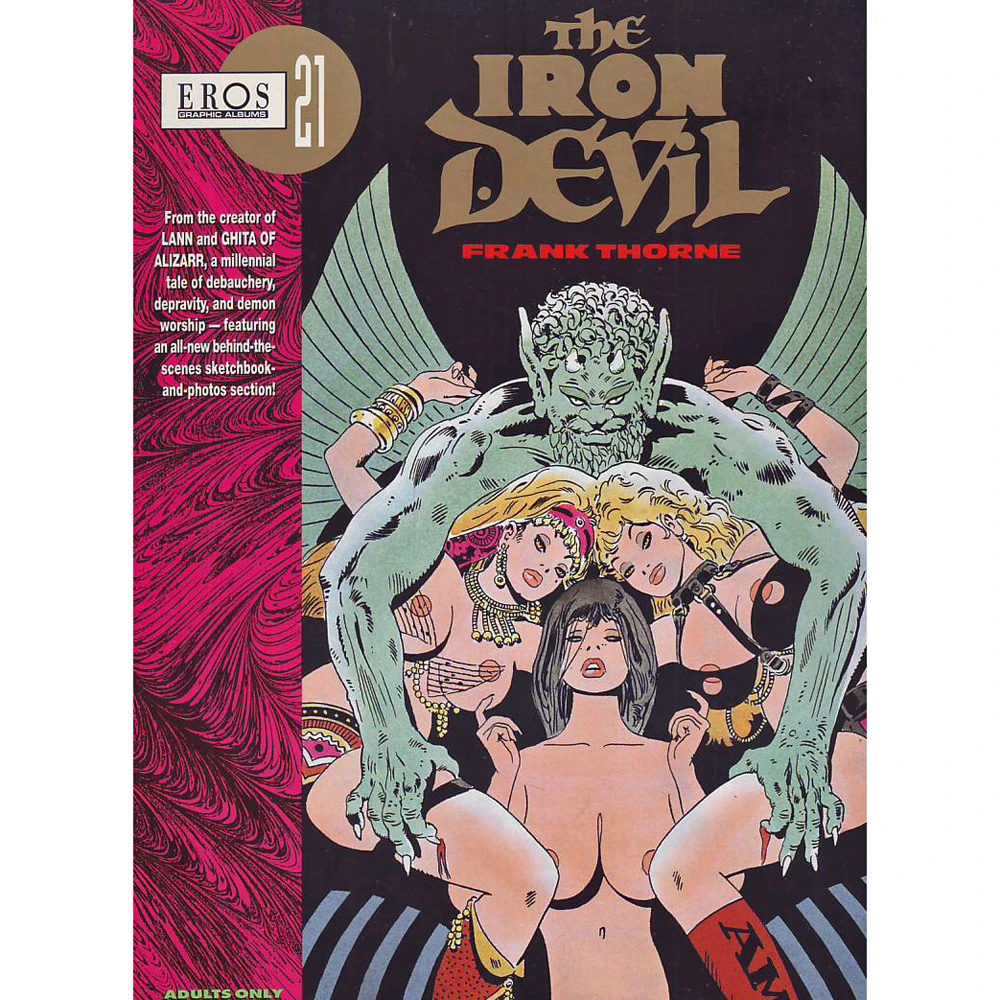 EROS
GRAPHIC ALBUMS
21
THE
IRON
DEViL
FRANK THORNE
From the creator of
LANN and GHITA OF
ALIZARR, a millennial
tale of debauchery,
depravity, and demon
worship — featuring
an all-new behind-the-
scenes sketchbook-
and-photos section!
AM
ADULTS ONLY